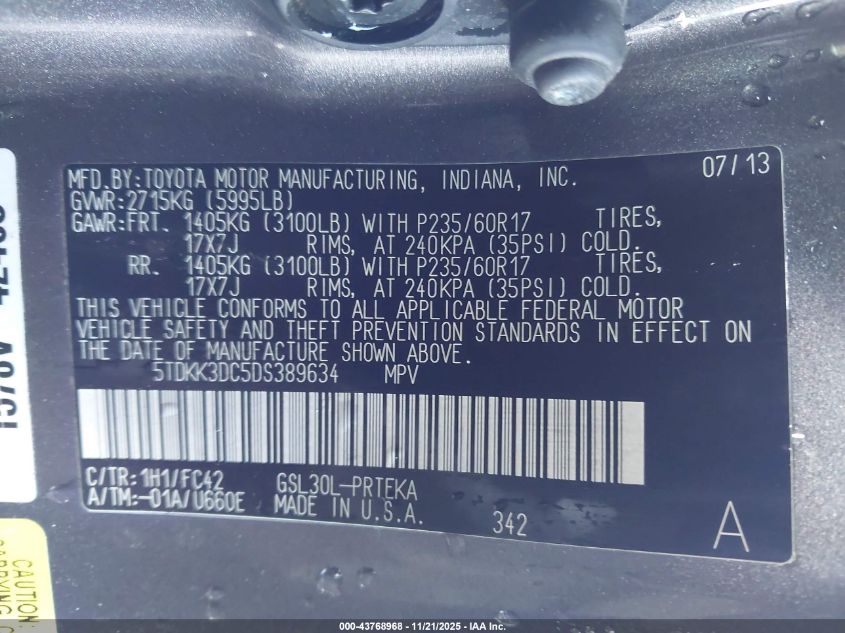 MFD.BY:TOYOTA MOTOR MANUFACTURING, INDIANA, INC. 07/13
GVWR:2715KG (5995LB)
GAWR:FRT. 1405KG (3100LB) WITH P235/60R17 TIRES,
17X7J RIMS, AT 240KPA (35PSI) COLD.
RR. 1405KG (3100LB) WITH P235/60R17 TIRES,
17X7J RIMS, AT 240KPA (35PSI) COLD.
THIS VEHICLE CONFORMS TO ALL APPLICABLE FEDERAL MOTOR
VEHICLE SAFETY AND THEFT PREVENTION STANDARDS IN EFFECT ON
THE DATE OF MANUFACTURE SHOWN ABOVE.
5TDKK3DC5DS389634 MPV
C/TR:1H1/FC42 GSL30L-PRTEKA
A/TM:-01A/U660E MADE IN U.S.A. 342 A
CAUTION:
CARRYING
000-43768968 - 11/21/2025 - IAA Inc.